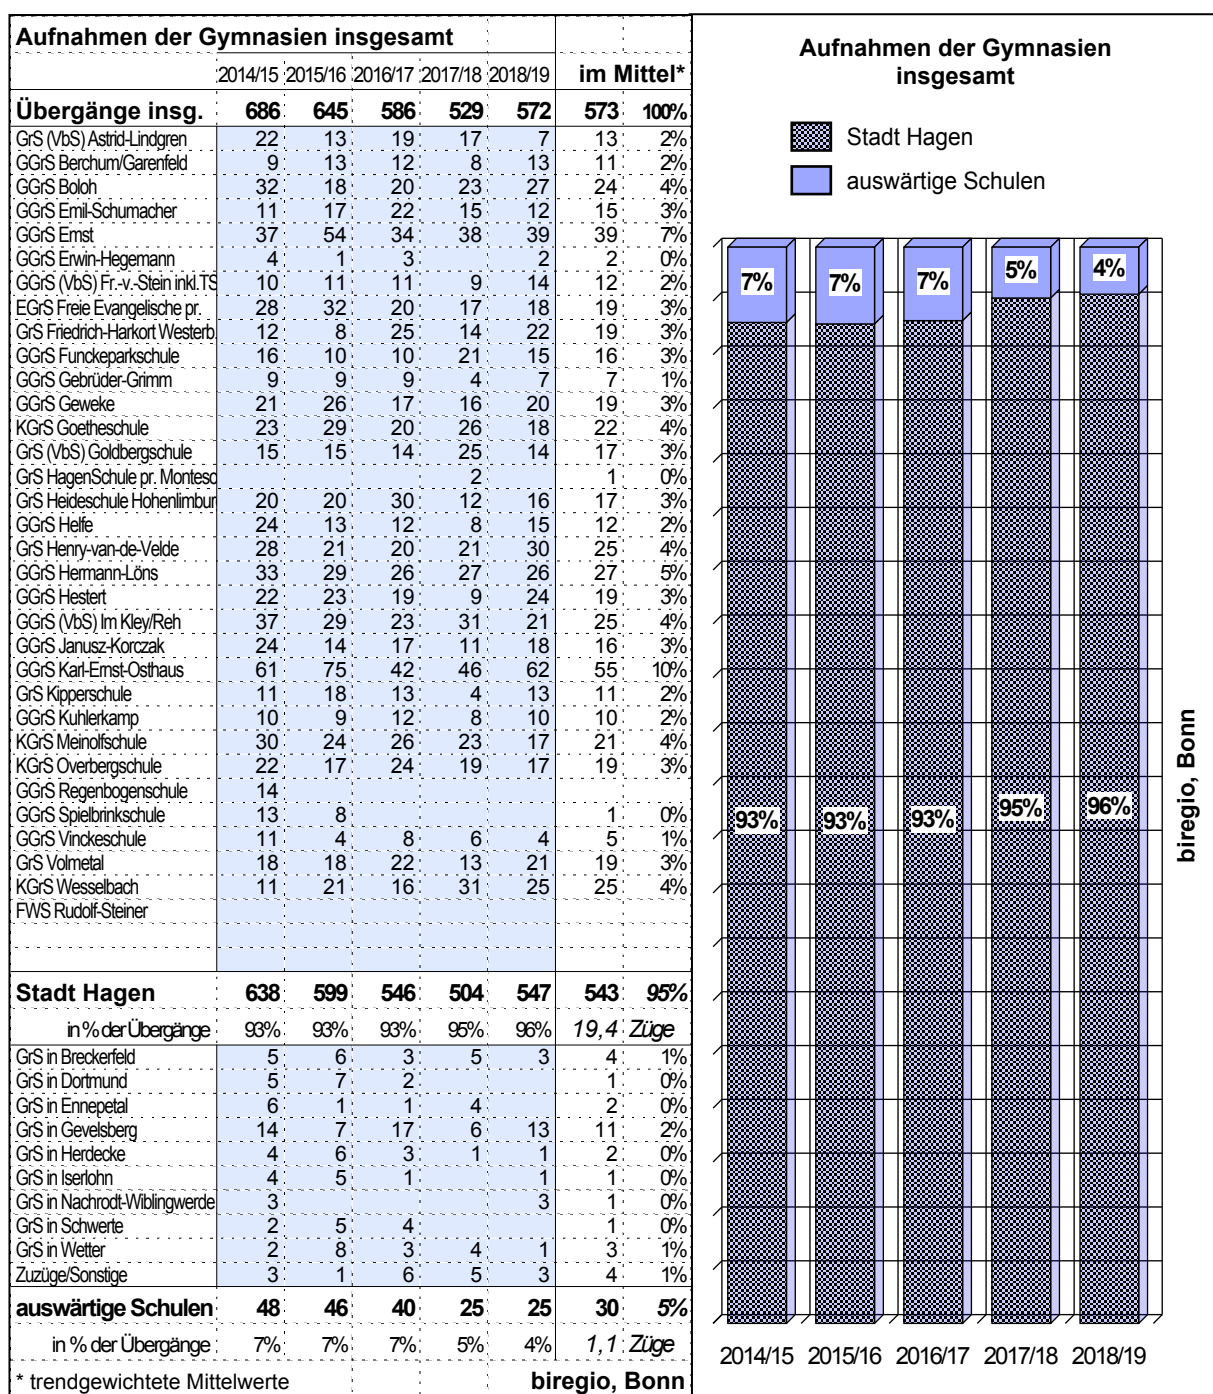 Aufnahmen der Gymnasien insgesamt
2014/15 2015/16 2016/17 2017/18 2018/19 im Mittel*
Übergänge insg. 686 645 586 529 572 573 100%
GrS (VbS) Astrid-Lindgren 22 13 19 17 7 13 2%
GGrS Berchum/Garenfeld 9 13 12 8 13 11 2%
GGrS Boloh 32 18 20 23 27 24 4%
GGrS Emil-Schumacher 11 17 22 15 12 15 3%
GGrS Emst 37 54 34 38 39 39 7%
GGrS Erwin-Hegemann 4 1 3 2 2 0%
GGrS (VbS) Fr.-v.-Stein inkl.TS 10 11 11 9 14 12 2%
EGrS Freie Evangelische pr. 28 32 20 17 18 19 3%
GrS Friedrich-Harkort Westerb. 12 8 25 14 22 19 3%
GGrS Funckeparkschule 16 10 10 21 15 16 3%
GGrS Gebrüder-Grimm 9 9 9 4 7 7 1%
GGrS Geweke 21 26 17 16 20 19 3%
KGrS Goetheschule 23 29 20 26 18 22 4%
GrS (VbS) Goldbergschule 15 15 14 25 14 17 3%
GrS HagenSchule pr. Montesc 2 1 0%
GrS Heideschule Hohenlimbur 20 20 30 12 16 17 3%
GGrS Helfe 24 13 12 8 15 12 2%
GrS Henry-van-de-Velde 28 21 20 21 30 25 4%
GGrS Hermann-Löns 33 29 26 27 26 27 5%
GGrS Hestert 22 23 19 9 24 19 3%
GGrS (VbS) Im Kley/Reh 37 29 23 31 21 25 4%
GGrS Janusz-Korczak 24 14 17 11 18 16 3%
GGrS Karl-Ernst-Osthaus 61 75 42 46 62 55 10%
GrS Kipperschule 11 18 13 4 13 11 2%
GGrS Kuhlerkamp 10 9 12 8 10 10 2%
KGrS Meinolfschule 30 24 26 23 17 21 4%
KGrS Overbergschule 22 17 24 19 17 19 3%
GGrS Regenbogenschule 14
GGrS Spielbrinkschule 13 8 1 0%
GGrS Vinckeschule 11 4 8 6 4 5 1%
GrS Volmetal 18 18 22 13 21 19 3%
KGrS Wesselbach 11 21 16 31 25 25 4%
FWS Rudolf-Steiner
Stadt Hagen 638 599 546 504 547 543 95%
in % der Übergänge 93% 93% 93% 95% 96% 19,4 Züge
GrS in Breckerfeld 5 6 3 5 3 4 1%
GrS in Dortmund 5 7 2 1 0%
GrS in Ennepetal 6 1 1 4 2 0%
GrS in Gevelsberg 14 7 17 6 13 11 2%
GrS in Herdecke 4 6 3 1 1 2 0%
GrS in Iserlohn 4 5 1 1 1 0%
GrS in Nachrodt-Wiblingwerde 3 3 1 0%
GrS in Schwerte 2 5 4 1 0%
GrS in Wetter 2 8 3 4 1 3 1%
Zuzüge/Sonstige 3 1 6 5 3 4 1%
auswärtige Schulen 48 46 40 25 25 30 5%
in % der Übergänge 7% 7% 7% 5% 4% 1,1 Züge
* trendgewichtete Mittelwerte biregio, Bonn
Aufnahmen der Gymnasien
insgesamt
Stadt Hagen
auswärtige Schulen
7% 7% 7% 5% 4%
93% 93% 93% 95% 96%
2014/15 2015/16 2016/17 2017/18 2018/19
biregio, Bonn